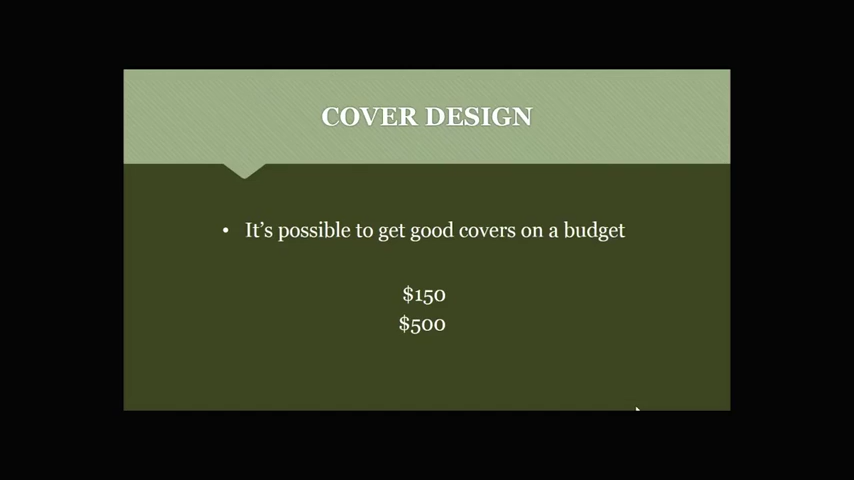 COVER DESIGN
• It's possible to get good covers on a budget
$150
$500